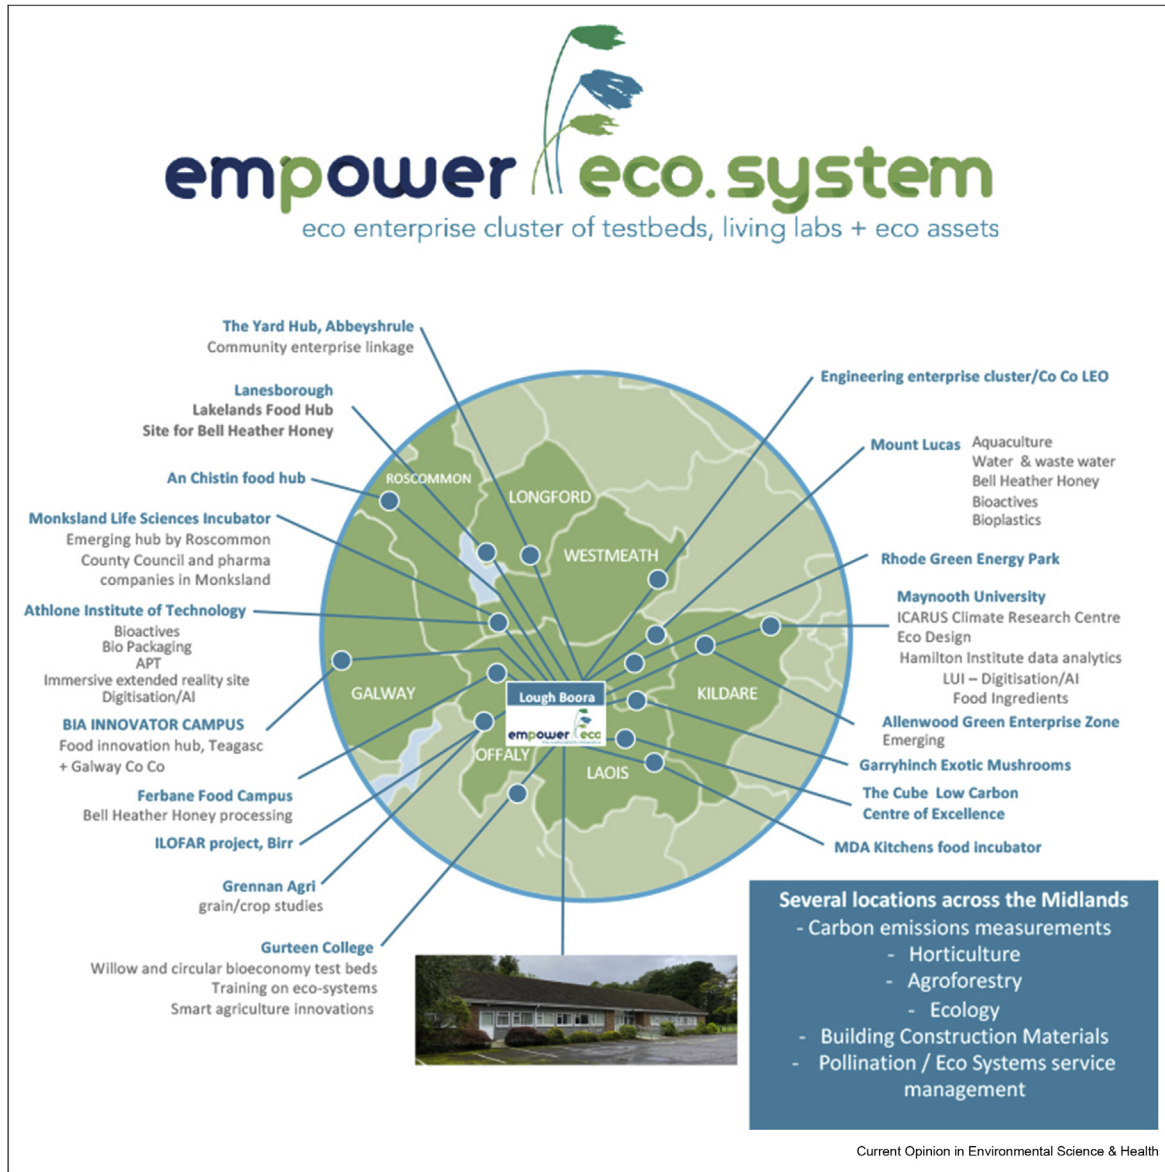 empower eco.system
eco enterprise cluster of testbeds, living labs + eco assets
The Yard Hub, Abbeyshrule
Community enterprise linkage
Lanesborough
Lakelands Food Hub
Site for Bell Heather Honey
An Chistin food hub
Monksland Life Sciences Incubator
Emerging hub by Roscommon
County Council and pharma
companies in Monksland
Athlone Institute of Technology
Bioactives
Bio Packaging
APT
Immersive extended reality site
Digitisation/AI
BIA INNOVATOR CAMPUS
Food innovation hub, Teagasc
+ Galway Co Co
Ferbane Food Campus
Bell Heather Honey processing
ILOFAR project, Birr
Grennan Agri
grain/crop studies
Gurteen College
Willow and circular bioeconomy test beds
Training on eco-systems
Smart agriculture innovations
ROSCOMMON
LONGFORD
WESTMEATH
GALWAY
KILDARE
OFFALY
LAOIS
Lough Boora
empower eco
Engineering enterprise cluster/Co Co LEO
Mount Lucas
Aquaculture
Water & waste water
Bell Heather Honey
Bioactives
Bioplastics
Rhode Green Energy Park
Maynooth University
ICARUS Climate Research Centre
Eco Design
Hamilton Institute data analytics
LUI – Digitisation/AI
Food Ingredients
Allenwood Green Enterprise Zone
Emerging
Garryhinch Exotic Mushrooms
The Cube Low Carbon
Centre of Excellence
MDA Kitchens food incubator
Several locations across the Midlands
- Carbon emissions measurements
- Horticulture
- Agroforestry
- Ecology
- Building Construction Materials
- Pollination / Eco Systems service
management
Current Opinion in Environmental Science & Health